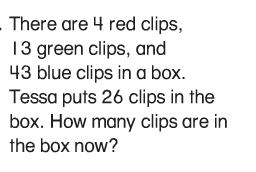 . There are 4 red clips,
13 green clips, and
43 blue clips in a box.
Tessa puts 26 clips in the
box. How many clips are in
the box now?